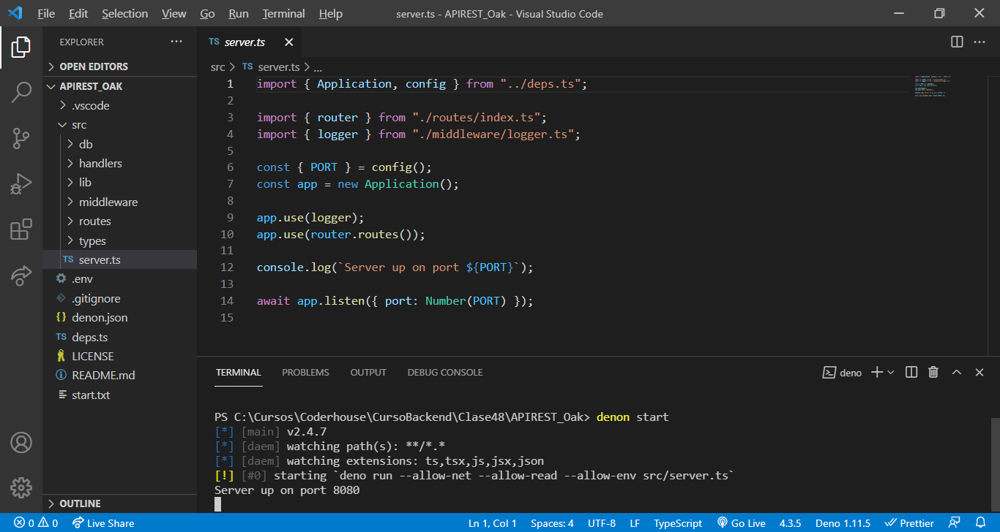 File Edit Selection View Go Run Terminal Help server.ts - APIREST_Oak - Visual Studio Code
EXPLORER
OPEN EDITORS
APIREST_OAK
.vscode
src
db
handlers
lib
middleware
routes
types
TS server.ts
.env
.gitignore
{} denon.json
TS deps.ts
LICENSE
README.md
start.txt
OUTLINE
TS server.ts
src > TS server.ts > ...
1 import { Application, config } from "../deps.ts";
2
3 import { router } from "./routes/index.ts";
4 import { logger } from "./middleware/logger.ts";
5
6 const { PORT } = config();
7 const app = new Application();
8
9 app.use(logger);
10 app.use(router.routes());
11
12 console.log(`Server up on port ${PORT}`);
13
14 await app.listen({ port: Number(PORT) });
15
TERMINAL PROBLEMS OUTPUT DEBUG CONSOLE deno
PS C:\Cursos\Coderhouse\CursoBackend\Clase48\APIREST_Oak> denon start
[*] [main] v2.4.7
[*] [daem] watching path(s): **/*.*
[*] [daem] watching extensions: ts,tsx,js,jsx,json
[!] [#0] starting `deno run --allow-net --allow-read --allow-env src/server.ts`
Server up on port 8080
0 0 Live Share Ln 1, Col 1 Spaces: 4 UTF-8 LF TypeScript Go Live 4.3.5 Deno 1.11.5 Prettier